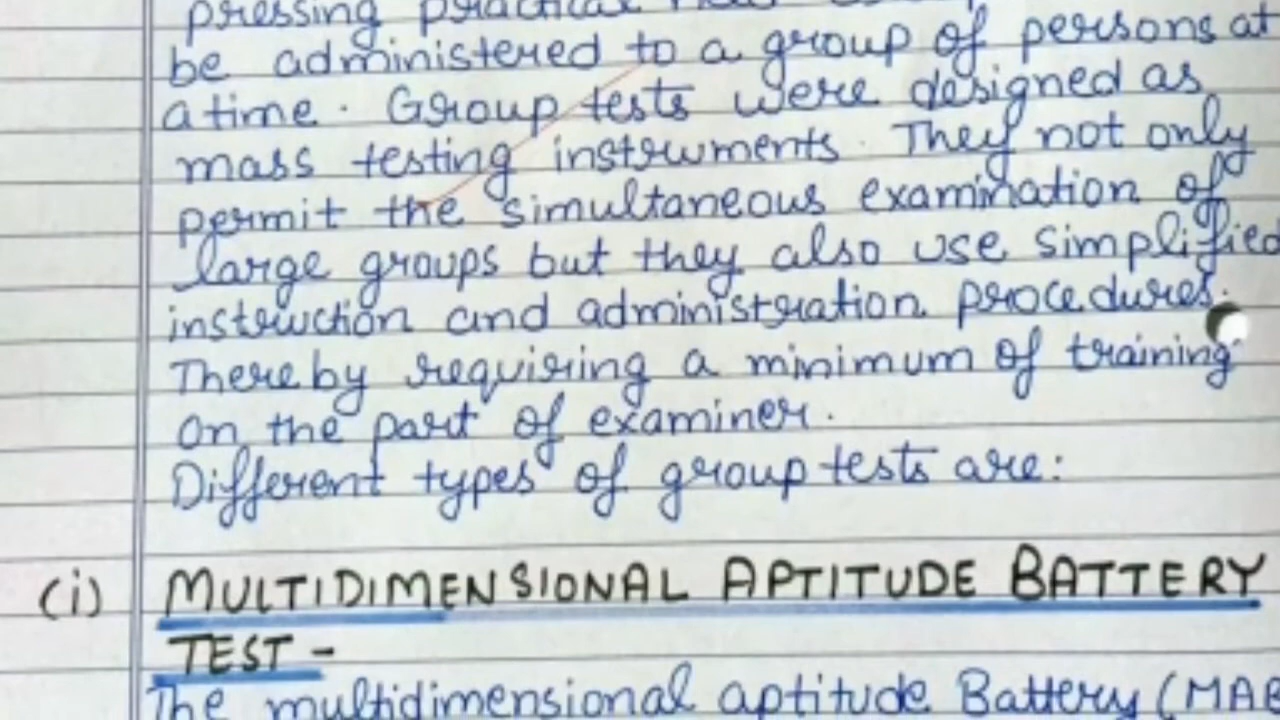 pressing practical
be administered to a group of persons at
a time. Group tests were designed as
mass testing instruments. They not only
permit the simultaneous examination of
large groups but they also use simplified
instruction and administration procedures.
Thereby requiring a minimum of training
on the part of examiner.
Different types of group tests are:
(i) MULTIDIMENSIONAL APTITUDE BATTERY
TEST -
The multidimensional aptitude Battery (MAB